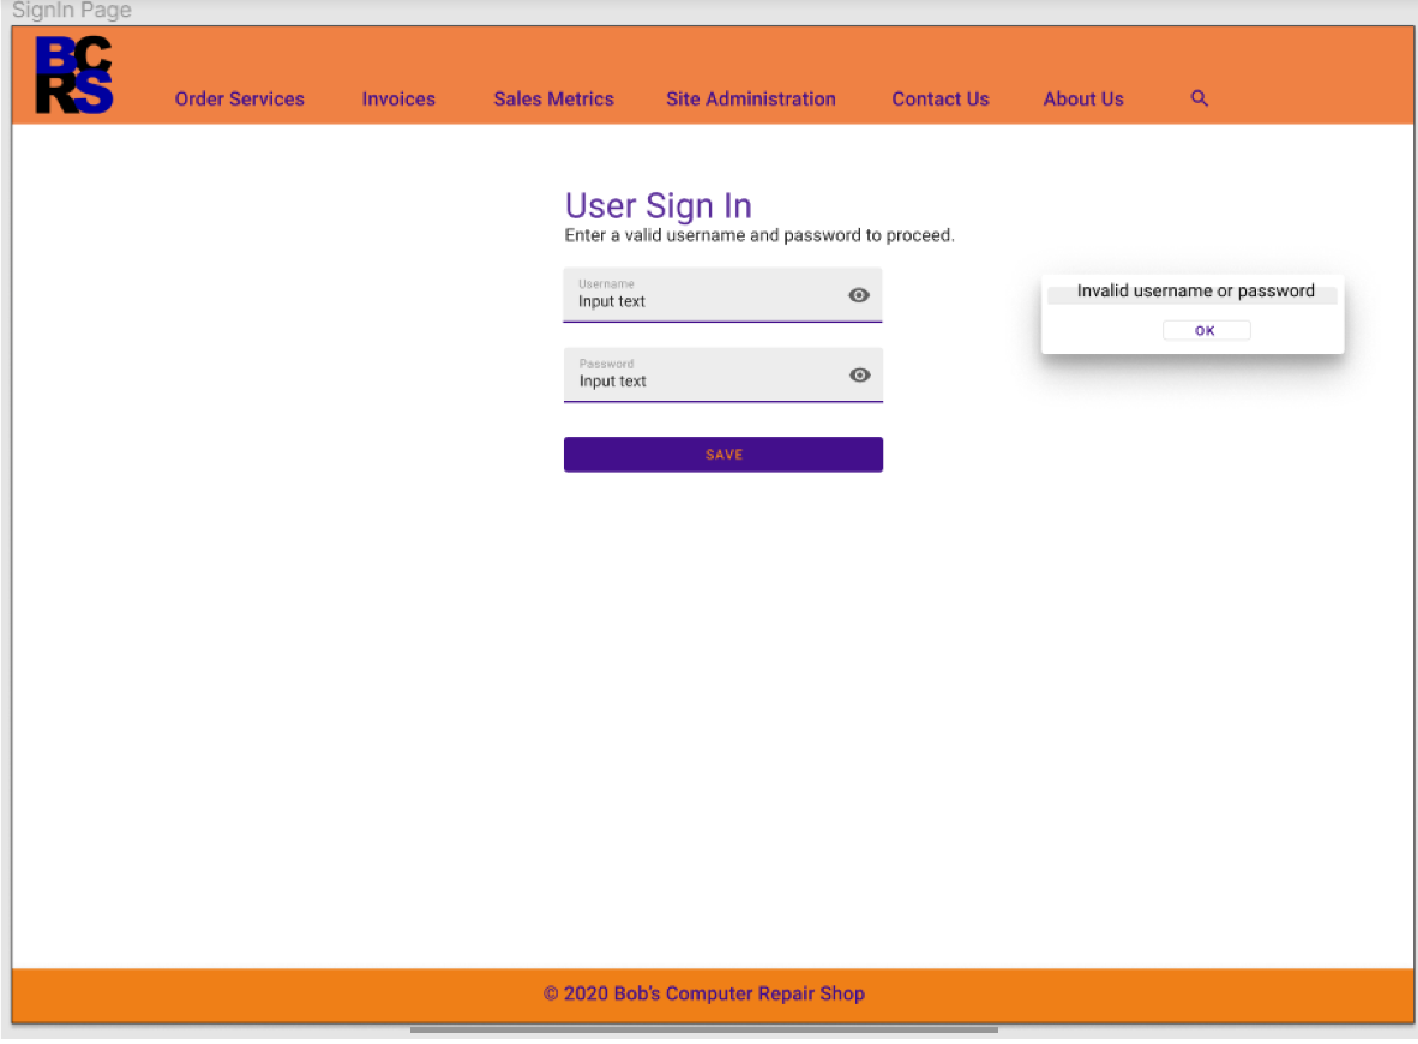 SignIn Page
BC
RS
Order Services Invoices Sales Metrics Site Administration Contact Us About Us
User Sign In
Enter a valid username and password to proceed.
Username
Input text
Password
Input text
SAVE
Invalid username or password
OK
© 2020 Bob's Computer Repair Shop